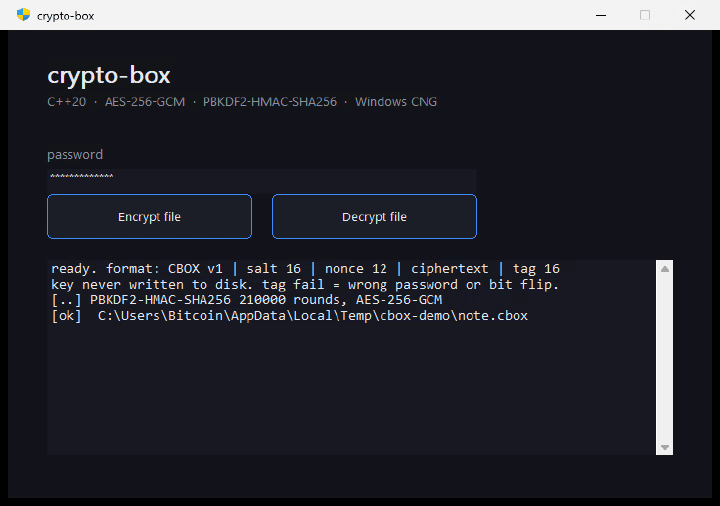 crypto-box
crypto-box
C++20 · AES-256-GCM · PBKDF2-HMAC-SHA256 · Windows CNG
password
*************
Encrypt file
Decrypt file
ready. format: CBOX v1 | salt 16 | nonce 12 | ciphertext | tag 16
key never written to disk. tag fail = wrong password or bit flip.
[..] PBKDF2-HMAC-SHA256 210000 rounds, AES-256-GCM
[ok]  C:\Users\Bitcoin\AppData\Local\Temp\cbox-demo\note.cbox